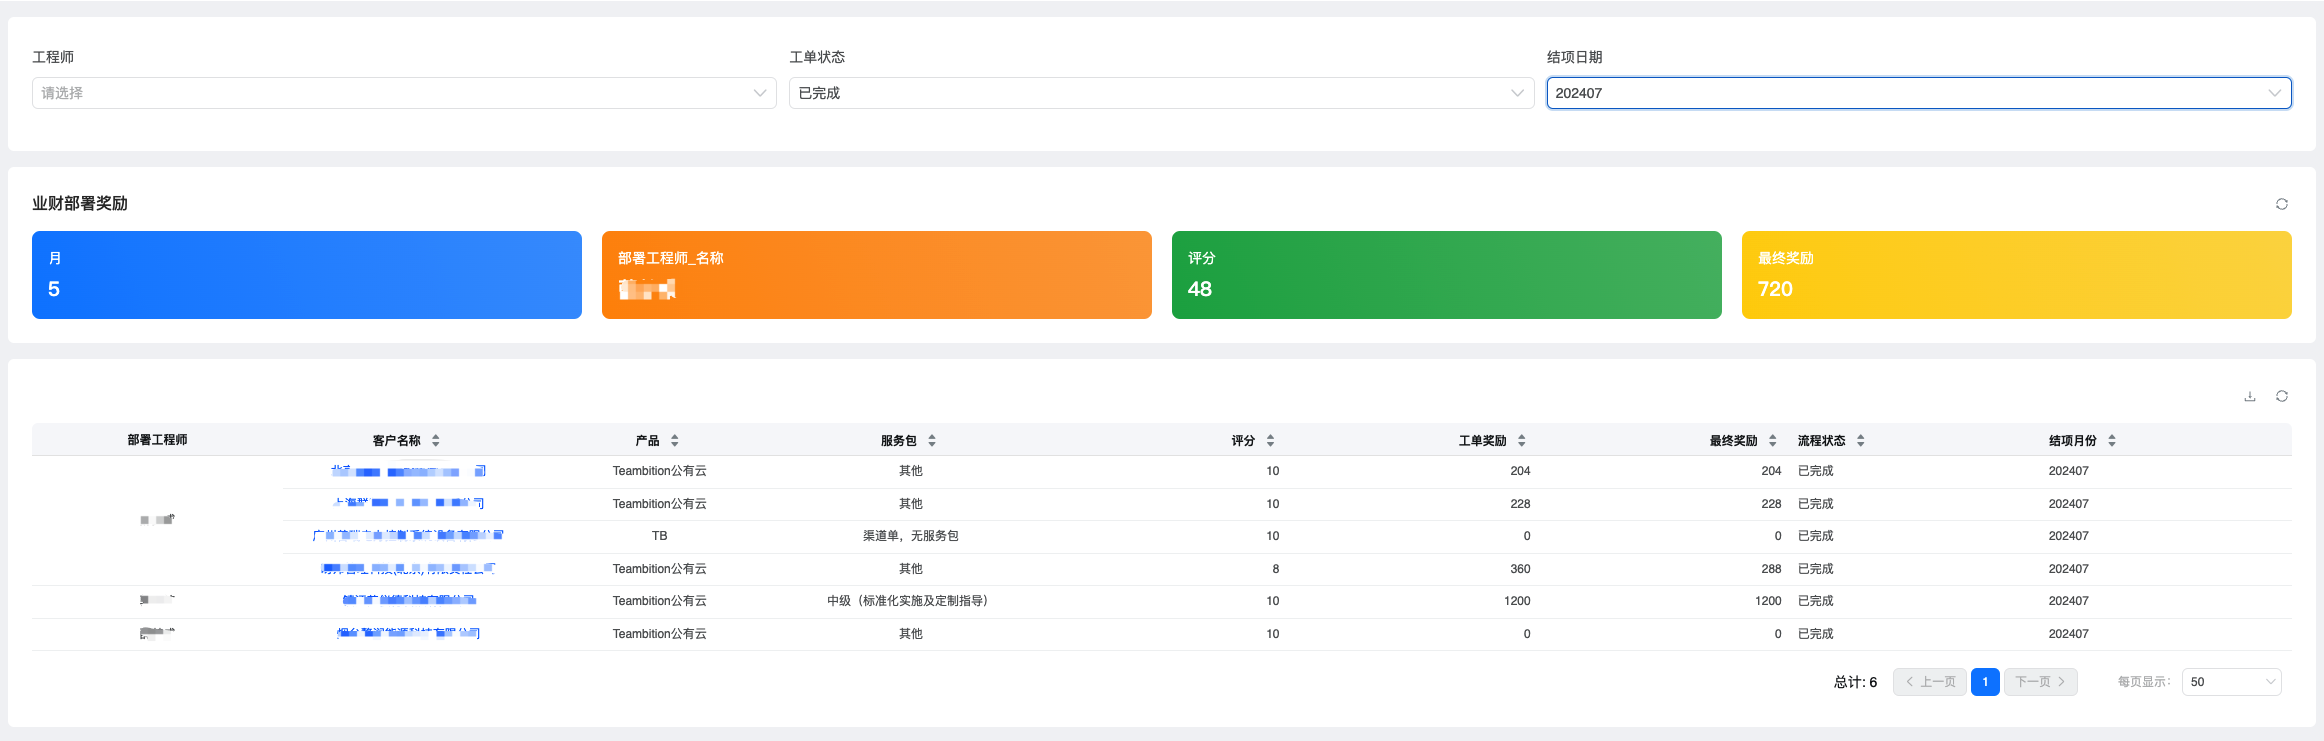 工程师 工单状态 结项日期
请选择 已完成 202407
业财部署奖励
月 部署工程师_名称 评分 最终奖励
5 48 720
部署工程师 客户名称 产品 服务包 评分 工单奖励 最终奖励 流程状态 结项月份
Teambition公有云 其他 10 204 204 已完成 202407
Teambition公有云 其他 10 228 228 已完成 202407
TB 渠道单，无服务包 10 0 0 已完成 202407
Teambition公有云 其他 8 360 288 已完成 202407
Teambition公有云 中级（标准化实施及定制指导） 10 1200 1200 已完成 202407
Teambition公有云 其他 10 0 0 已完成 202407
总计: 6 上一页 1 下一页 每页显示： 50